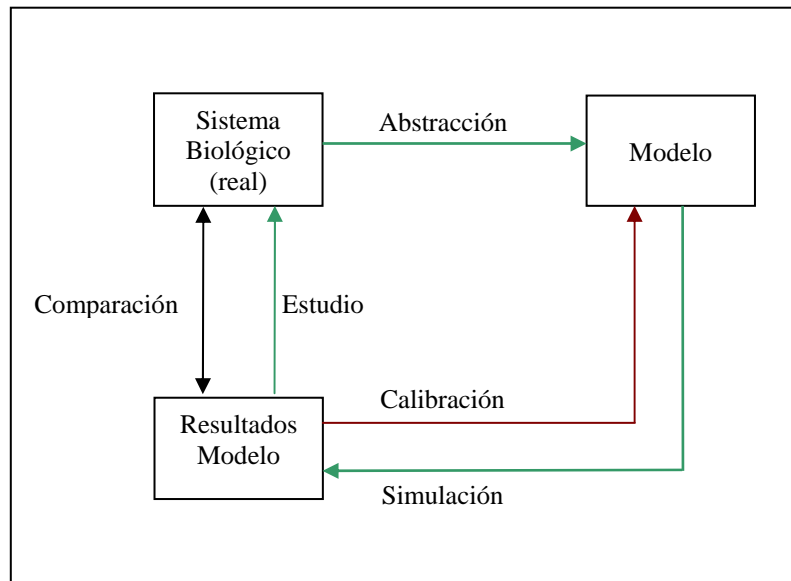 Sistema
Biológico
(real)
Abstracción
Modelo
Comparación
Estudio
Resultados
Modelo
Calibración
Simulación